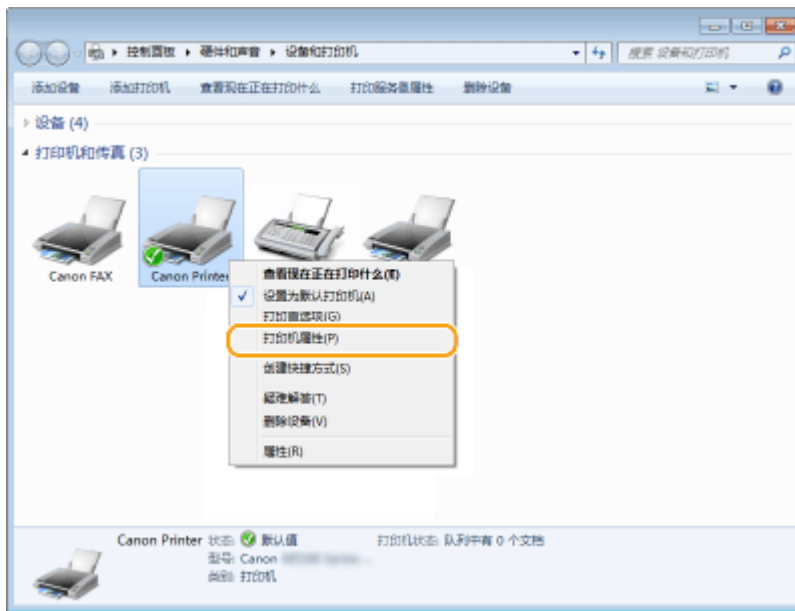 控制面板 ▸ 硬件和声音 ▸ 设备和打印机
搜索 设备和打印机
添加设备 添加打印机 查看现在正在打印什么 打印服务器属性 删除设备
设备 (4)
打印机和传真 (3)
Canon FAX
Canon Printer
查看现在正在打印什么(E)
设置为默认打印机(A)
打印首选项(G)
打印机属性(P)
创建快捷方式(S)
疑难解答(T)
删除设备(V)
属性(R)
Canon Printer 状态: 默认值 打印机状态: 队列中有 0 个文档
型号: Canon
类别: 打印机